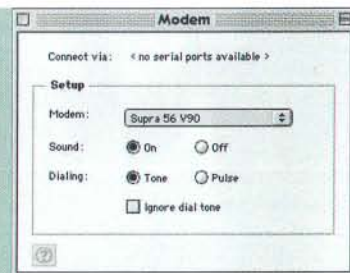 Modem
Connect via: <no serial ports available>
Setup
Modem: Supra 56 V90
Sound: On Off
Dialing: Tone Pulse
Ignore dial tone
?